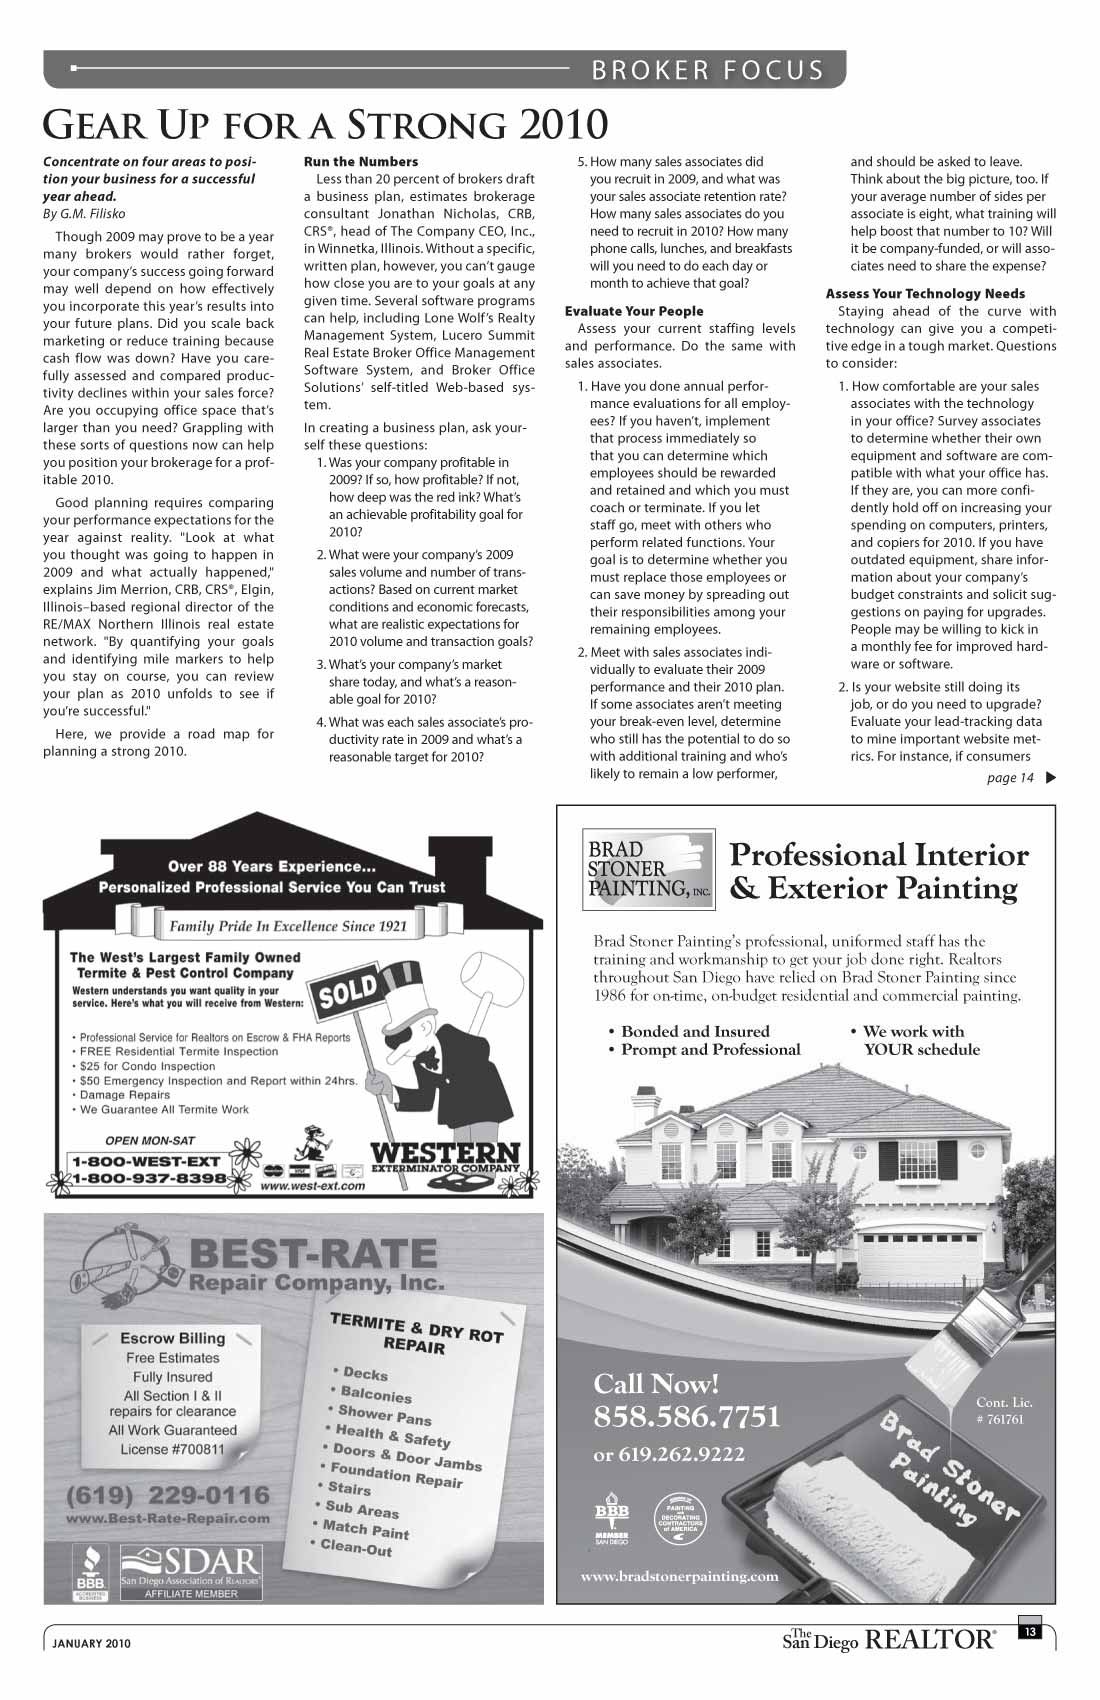 BROKER FOCUS
GEAR UP FOR A STRONG 2010
Concentrate on four areas to posi-
tion your business for a successful
year ahead.
By G.M. Filisko
Though 2009 may prove to be a year
many brokers would rather forget,
your company's success going forward
may well depend on how effectively
you incorporate this year's results into
your future plans. Did you scale back
marketing or reduce training because
cash flow was down? Have you care-
fully assessed and compared produc-
tivity declines within your sales force?
Are you occupying office space that's
larger than you need? Grappling with
these sorts of questions now can help
you position your brokerage for a prof-
itable 2010.
Good planning requires comparing
your performance expectations for the
year against reality. "Look at what
you thought was going to happen in
2009 and what actually happened,"
explains Jim Merrion, CRB, CRS®, Elgin,
Illinois–based regional director of the
RE/MAX Northern Illinois real estate
network. "By quantifying your goals
and identifying mile markers to help
you stay on course, you can review
your plan as 2010 unfolds to see if
you're successful."
Here, we provide a road map for
planning a strong 2010.
Run the Numbers
Less than 20 percent of brokers draft
a business plan, estimates brokerage
consultant Jonathan Nicholas, CRB,
CRS®, head of The Company CEO, Inc.,
in Winnetka, Illinois. Without a specific,
written plan, however, you can't gauge
how close you are to your goals at any
given time. Several software programs
can help, including Lone Wolf's Realty
Management System, Lucero Summit
Real Estate Broker Office Management
Software System, and Broker Office
Solutions' self-titled Web-based sys-
tem.
In creating a business plan, ask your-
self these questions:
1. Was your company profitable in
2009? If so, how profitable? If not,
how deep was the red ink? What's
an achievable profitability goal for
2010?
2. What were your company's 2009
sales volume and number of trans-
actions? Based on current market
conditions and economic forecasts,
what are realistic expectations for
2010 volume and transaction goals?
3. What's your company's market
share today, and what's a reason-
able goal for 2010?
4. What was each sales associate's pro-
ductivity rate in 2009 and what's a
reasonable target for 2010?
5. How many sales associates did
you recruit in 2009, and what was
your sales associate retention rate?
How many sales associates do you
need to recruit in 2010? How many
phone calls, lunches, and breakfasts
will you need to do each day or
month to achieve that goal?
Evaluate Your People
Assess your current staffing levels
and performance. Do the same with
sales associates.
1. Have you done annual perfor-
mance evaluations for all employ-
ees? If you haven't, implement
that process immediately so
that you can determine which
employees should be rewarded
and retained and which you must
coach or terminate. If you let
staff go, meet with others who
perform related functions. Your
goal is to determine whether you
must replace those employees or
can save money by spreading out
their responsibilities among your
remaining employees.
2. Meet with sales associates indi-
vidually to evaluate their 2009
performance and their 2010 plan.
If some associates aren't meeting
your break-even level, determine
who still has the potential to do so
with additional training and who's
likely to remain a low performer,
and should be asked to leave.
Think about the big picture, too. If
your average number of sides per
associate is eight, what training will
help boost that number to 10? Will
it be company-funded, or will asso-
ciates need to share the expense?
Assess Your Technology Needs
Staying ahead of the curve with
technology can give you a competi-
tive edge in a tough market. Questions
to consider:
1. How comfortable are your sales
associates with the technology
in your office? Survey associates
to determine whether their own
equipment and software are com-
patible with what your office has.
If they are, you can more confi-
dently hold off on increasing your
spending on computers, printers,
and copiers for 2010. If you have
outdated equipment, share infor-
mation about your company's
budget constraints and solicit sug-
gestions on paying for upgrades.
People may be willing to kick in
a monthly fee for improved hard-
ware or software.
2. Is your website still doing its
job, or do you need to upgrade?
Evaluate your lead-tracking data
to mine important website met-
rics. For instance, if consumers
page 14
Over 88 Years Experience...
Personalized Professional Service You Can Trust
Family Pride In Excellence Since 1921
The West's Largest Family Owned
Termite & Pest Control Company
Western understands you want quality in your
service. Here's what you will receive from Western:
• Professional Service for Realtors on Escrow & FHA Reports
• FREE Residential Termite Inspection
• $25 for Condo Inspection
• $50 Emergency Inspection and Report within 24hrs.
• Damage Repairs
• We Guarantee All Termite Work
SOLD
OPEN MON-SAT
1-800-WEST-EXT
1-800-937-8398
www.west-ext.com
WESTERN
EXTERMINATOR COMPANY
BEST-RATE
Repair Company, Inc.
Escrow Billing
Free Estimates
Fully Insured
All Section I & II
repairs for clearance
All Work Guaranteed
License #700811
(619) 229-0116
www.Best-Rate-Repair.com
BBB
ACCREDITED
BUSINESS
SDAR
San Diego Association of REALTORS®
AFFILIATE MEMBER
TERMITE & DRY ROT
REPAIR
• Decks
• Balconies
• Shower Pans
• Health & Safety
• Doors & Door Jambs
• Foundation Repair
• Stairs
• Sub Areas
• Match Paint
• Clean-Out
BRAD
STONER
PAINTING, INC.
Professional Interior
& Exterior Painting
Brad Stoner Painting's professional, uniformed staff has the
training and workmanship to get your job done right. Realtors
throughout San Diego have relied on Brad Stoner Painting since
1986 for on-time, on-budget residential and commercial painting.
• Bonded and Insured
• Prompt and Professional
• We work with
YOUR schedule
Call Now!
858.586.7751
or 619.262.9222
Cont. Lic.
# 761761
Brad Stoner
Painting
BBB
MEMBER
SAN DIEGO
PAINTING
DECORATING
CONTRACTORS
of AMERICA
www.bradstonerpainting.com
JANUARY 2010
The San Diego REALTOR®
13